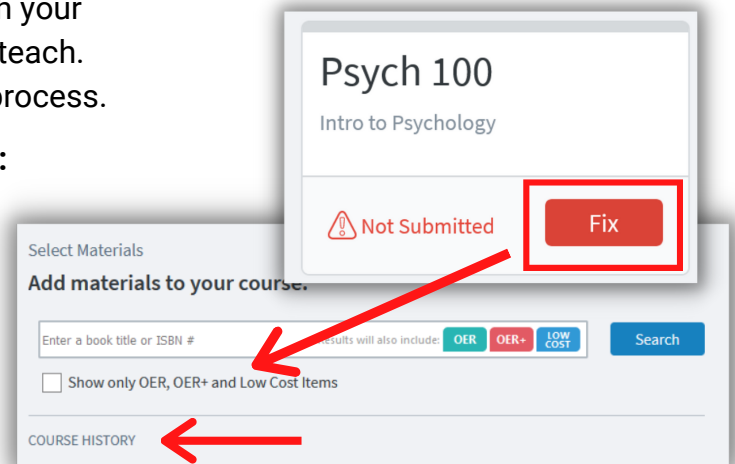 n your
teach.
process.
:
Psych 100
Intro to Psychology
Not Submitted
Fix
Select Materials
Add materials to your course.
Enter a book title or ISBN #
Results will also include: OER OER+ LOW COST
Search
Show only OER, OER+ and Low Cost Items
COURSE HISTORY